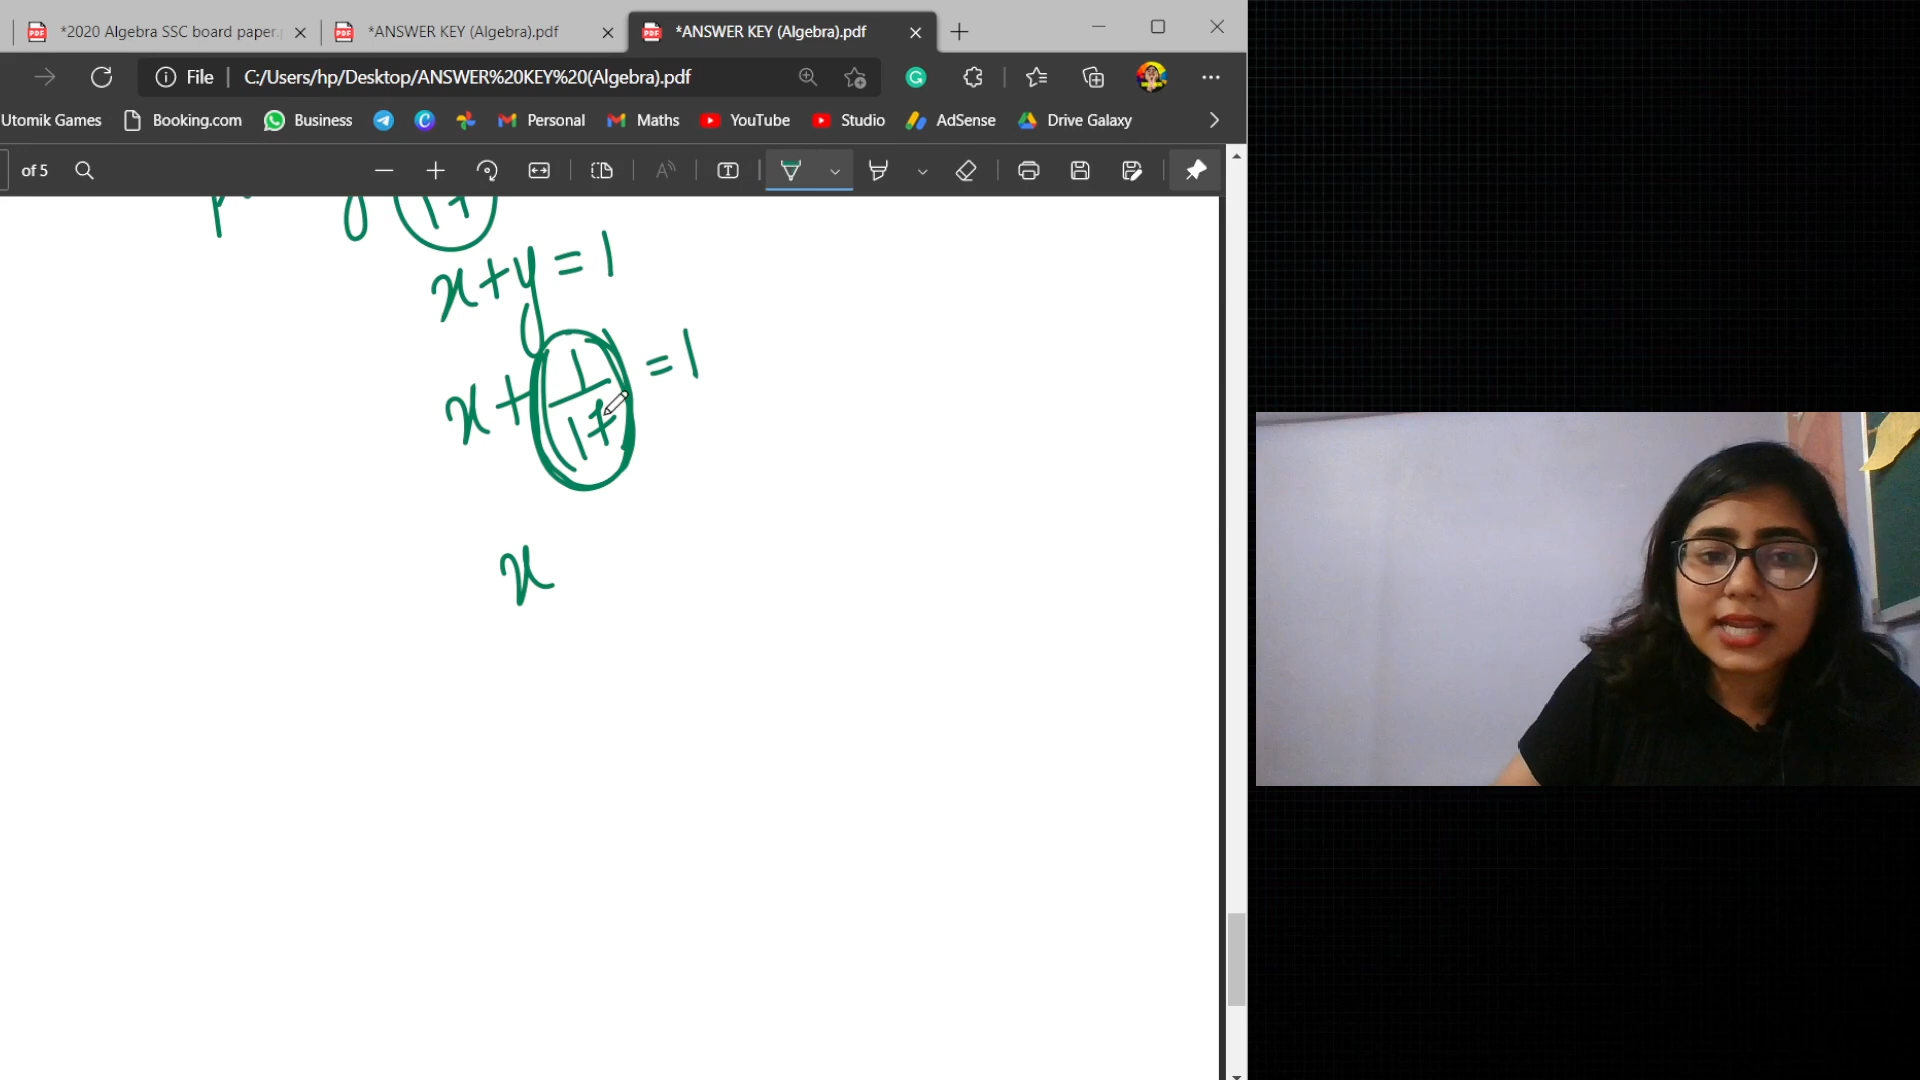 *2020 Algebra SSC board paper.
*ANSWER KEY (Algebra).pdf
*ANSWER KEY (Algebra).pdf
File
C:/Users/hp/Desktop/ANSWER%20KEY%20(Algebra).pdf
Utomik Games Booking.com Business Personal Maths YouTube Studio AdSense Drive Galaxy
of 5
17
x+y=1
x+1/17=1
x